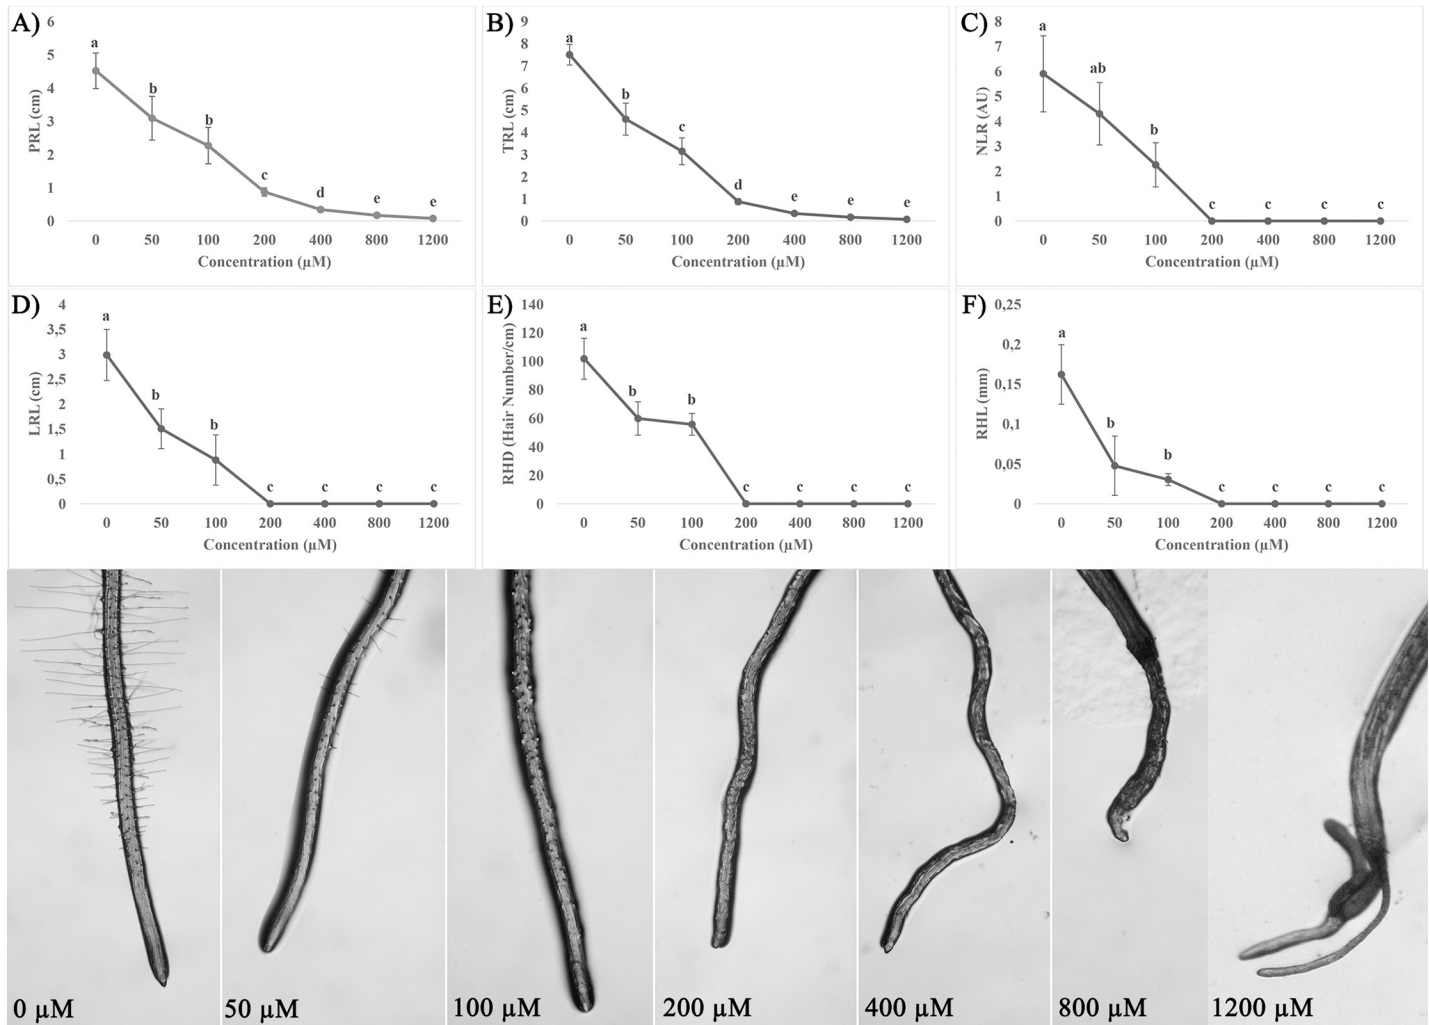 A)
6
5
4
3
2
1
0
PRL (cm)
a
b
b
c
d
e
e
0 50 100 200 400 800 1200
Concentration (µM)
B)
9
8
7
6
5
4
3
2
1
0
TRL (cm)
a
b
c
d
e
e
e
0 50 100 200 400 800 1200
Concentration (µM)
C)
8
7
6
5
4
3
2
1
0
NLR (AU)
a
ab
b
c
c
c
c
0 50 100 200 400 800 1200
Concentration (µM)
D)
4
3,5
3
2,5
2
1,5
1
0,5
0
LRL (cm)
a
b
b
c
c
c
c
0 50 100 200 400 800 1200
Concentration (µM)
E)
140
120
100
80
60
40
20
0
RHD (Hair Number/cm)
a
b
b
c
c
c
c
0 50 100 200 400 800 1200
Concentration (µM)
F)
0,25
0,2
0,15
0,1
0,05
0
RHL (mm)
a
b
b
c
c
c
c
0 50 100 200 400 800 1200
Concentration (µM)
0 µM
50 µM
100 µM
200 µM
400 µM
800 µM
1200 µM